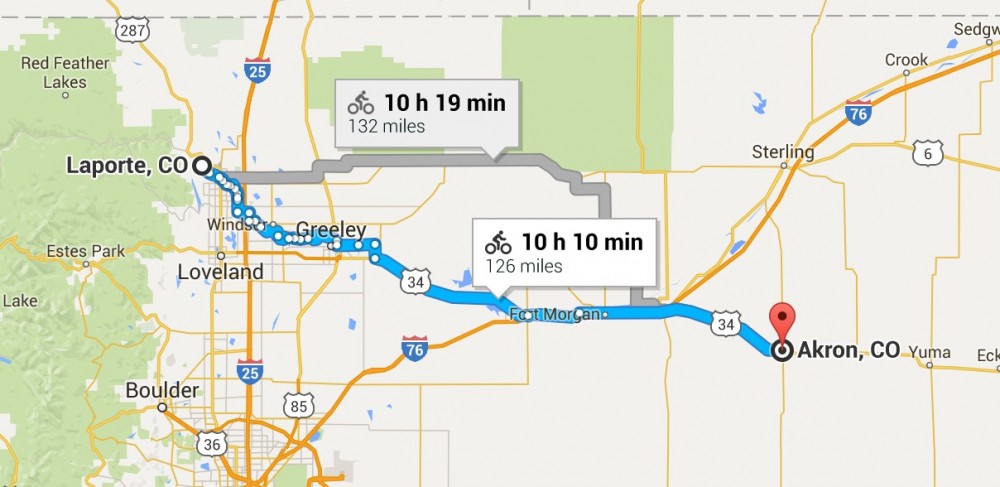 287
Sedgw
Red Feather
Lakes
25
Crook
6
10 h 19 min
132 miles
76
Laporte, CO
Sterling
6
Windsor
Greeley
10 h 10 min
126 miles
Estes Park
Loveland
34
Lake
Fort Morgan
34
76
Akron, CO
Yuma
Eck
25
Boulder
85
36